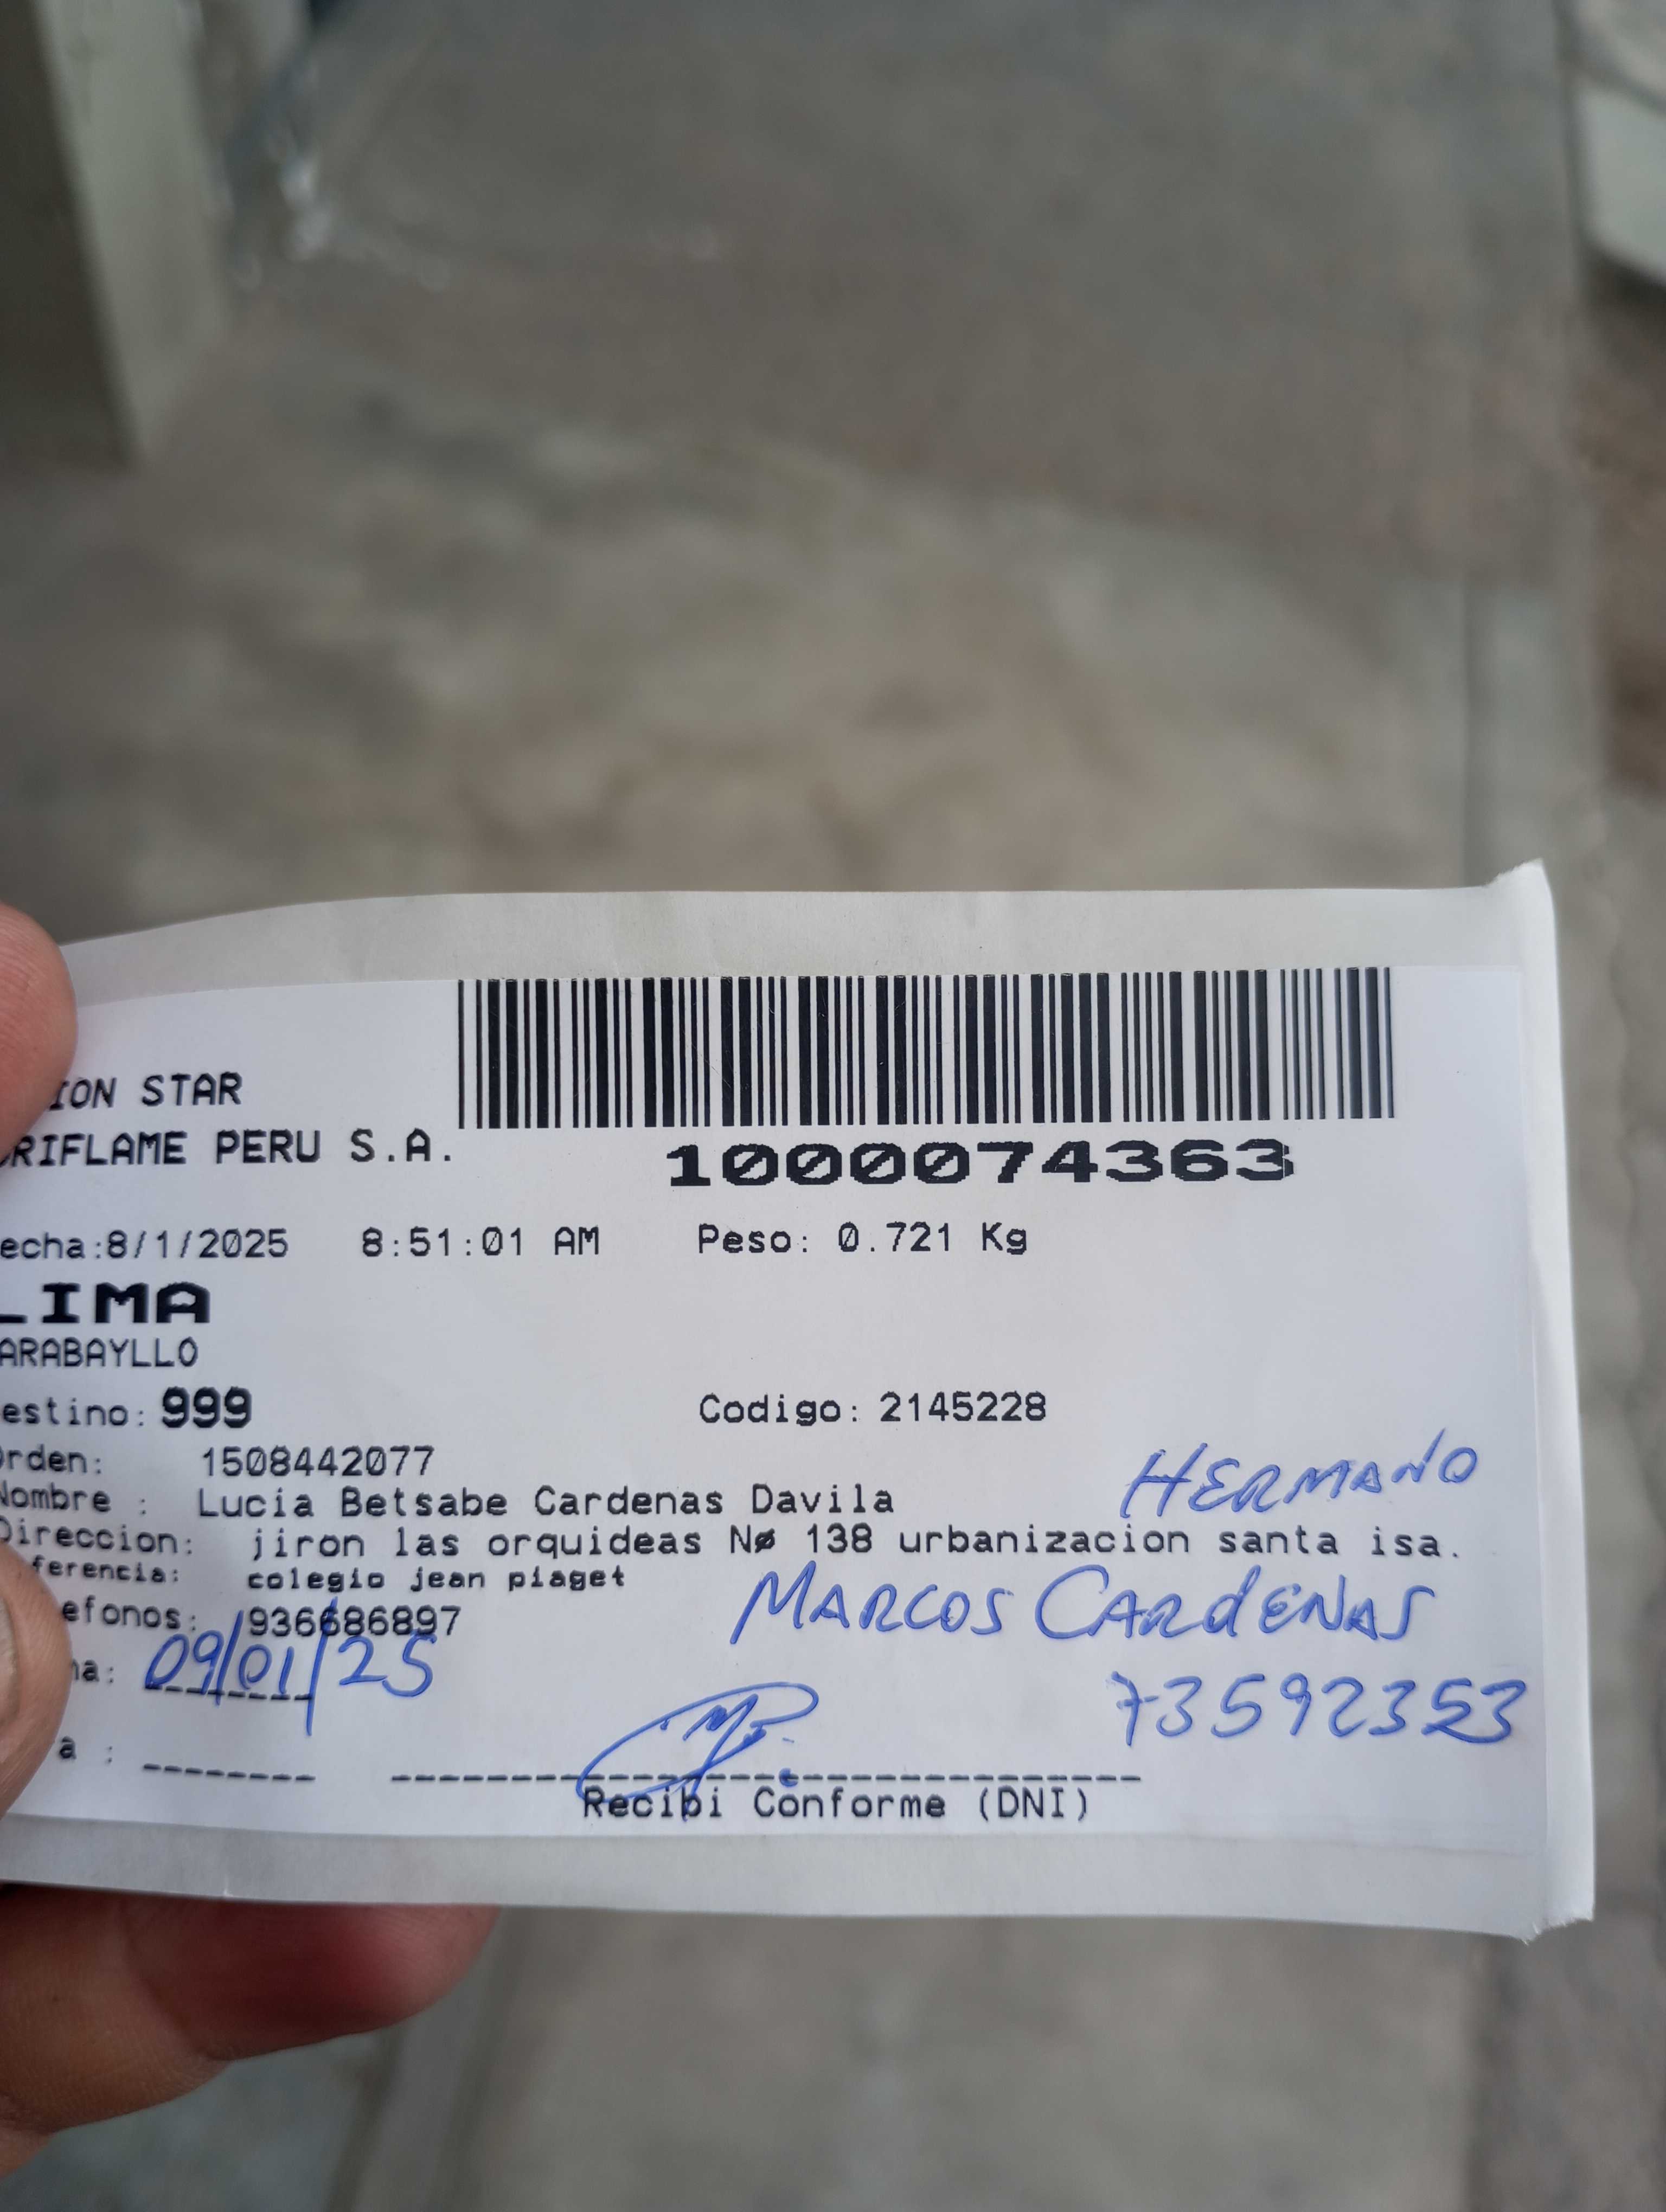 ION STAR
RIFLAME PERU S.A.
1000074363
echa:8/1/2025 8:51:01 AM Peso: 0.721 Kg
LIMA
ARABAYLLO
estino: 999 Codigo: 2145228
Orden: 1508442077
HERMANO
Nombre : Lucia Betsabe Cardenas Davila
Direccion: jiron las orquideas Nø 138 urbanizacion santa isa.
ferencia: colegio jean piaget
MARCOS CARdENAS
efonos: 936686897
ha: 09/01/25
73592353
a :
Recibi Conforme (DNI)